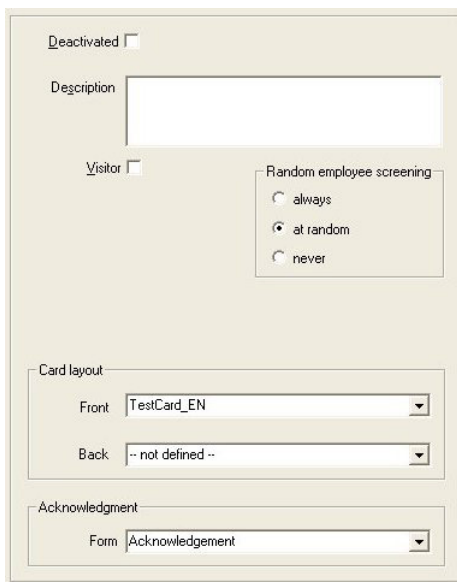 Deactivated
Description
Visitor
Random employee screening
always
at random
never
Card layout
Front TestCard_EN
Back -- not defined --
Acknowledgment
Form Acknowledgement